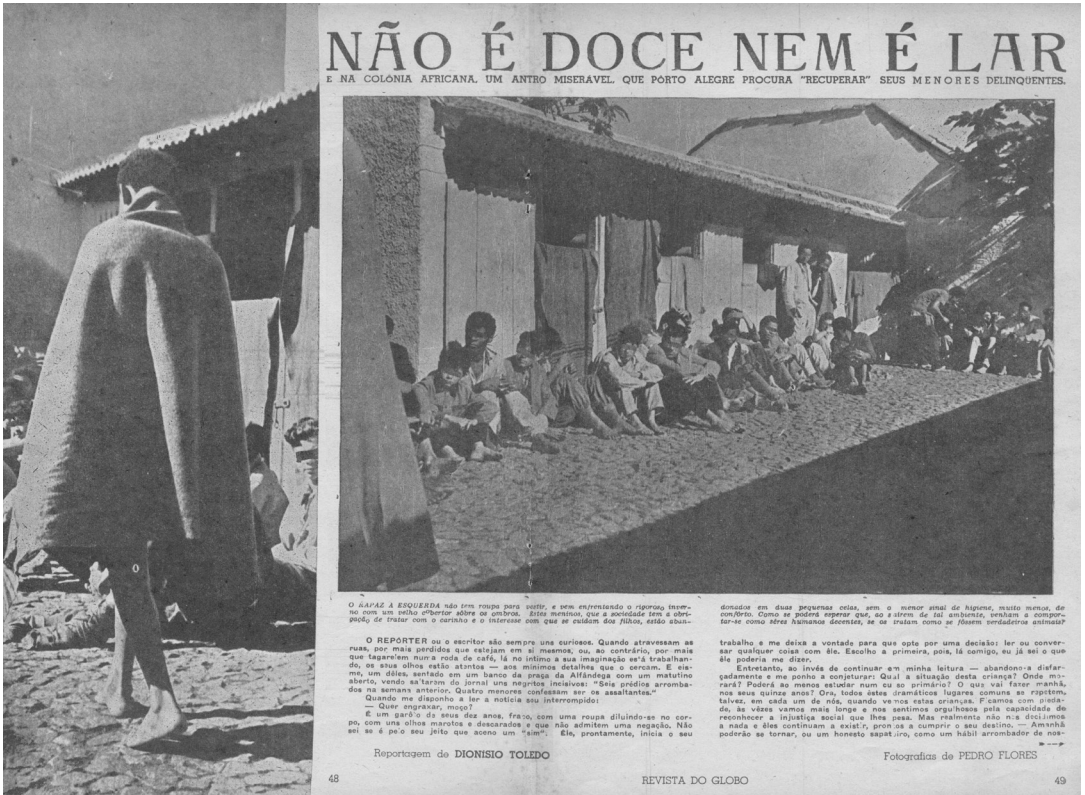 NÃO É DOCE NEM É LAR
E NA COLÔNIA AFRICANA, UM ANTRO MISERÁVEL, QUE PÔRTO ALEGRE PROCURA "RECUPERAR" SEUS MENORES DELINQÜENTES.
O RAPAZ À ESQUERDA não tem roupa para vestir, e vem enfrentando o rigoroso inver-
no com um velho cobertor sôbre os ombros. Êstes meninos, que a sociedade tem a obri-
gação de tratar com o carinho e o interesse com que se cuidam dos filhos, estão aban-
donados em duas pequenas celas, sem o menor sinal de higiene, muito menos, de
confôrto. Como se poderá esperar que, ao saírem de tal ambiente, venham a compor-
tar-se como sêres humanos decentes, se os tratam como se fôssem verdadeiros animais?
O REPÓRTER ou o escritor são sempre uns curiosos. Quando atravessam as
ruas, por mais perdidos que estejam em si mesmos, ou, ao contrário, por mais
que tagarelem numa roda de café, lá no íntimo a sua imaginação está trabalhan-
do, os seus olhos estão atentos — aos mínimos detalhes que o cercam. E eis-
me, um dêles, sentado em um banco da praça da Alfândega com um matutino
aberto, vendo saltarem do jornal uns negritos incisivos: "Seis prédios arromba-
dos na semana anterior. Quatro menores confessam ser os assaltantes."
Quando me disponho a ler a notícia sou interrompido:
— Quer engraxar, moço?
É um garôto de seus dez anos, fraco, com uma roupa diluindo-se no cor-
po, com uns olhos marotos e descarados e que não admitem uma negação. Não
sei se é pelo seu jeito que aceno um "sim". Êle, prontamente, inicia o seu
trabalho e me deixa a vontade para que opte por uma decisão: ler ou conver-
sar qualquer coisa com êle. Escolho a primeira, pois, lá comigo, eu já sei o que
êle poderia me dizer.
Entretanto, ao invés de continuar em minha leitura — abandono-a disfar-
çadamente e me ponho a conjeturar: Qual a situação desta criança? Onde mo-
rará? Poderá ao menos estudar num curso primário? O que vai fazer manhã,
nos seus quinze anos? Ora, todos êstes dramáticos lugares comuns se repetem,
talvez, em cada um de nós, quando vemos estas crianças. Ficamos com pieda-
de, às vêzes vamos mais longe e nos sentimos orgulhosos pela capacidade de
reconhecer a injustiça social que lhes pesa. Mas realmente não nos decidimos
a nada e êles continuam a existir, prontos a cumprir o seu destino. — Amanhã
poderão se tornar, ou um honesto sapateiro, como um hábil arrombador de nos-
Reportagem de DIONÍSIO TOLEDO
Fotografias de PEDRO FLORES
48
REVISTA DO GLOBO
49